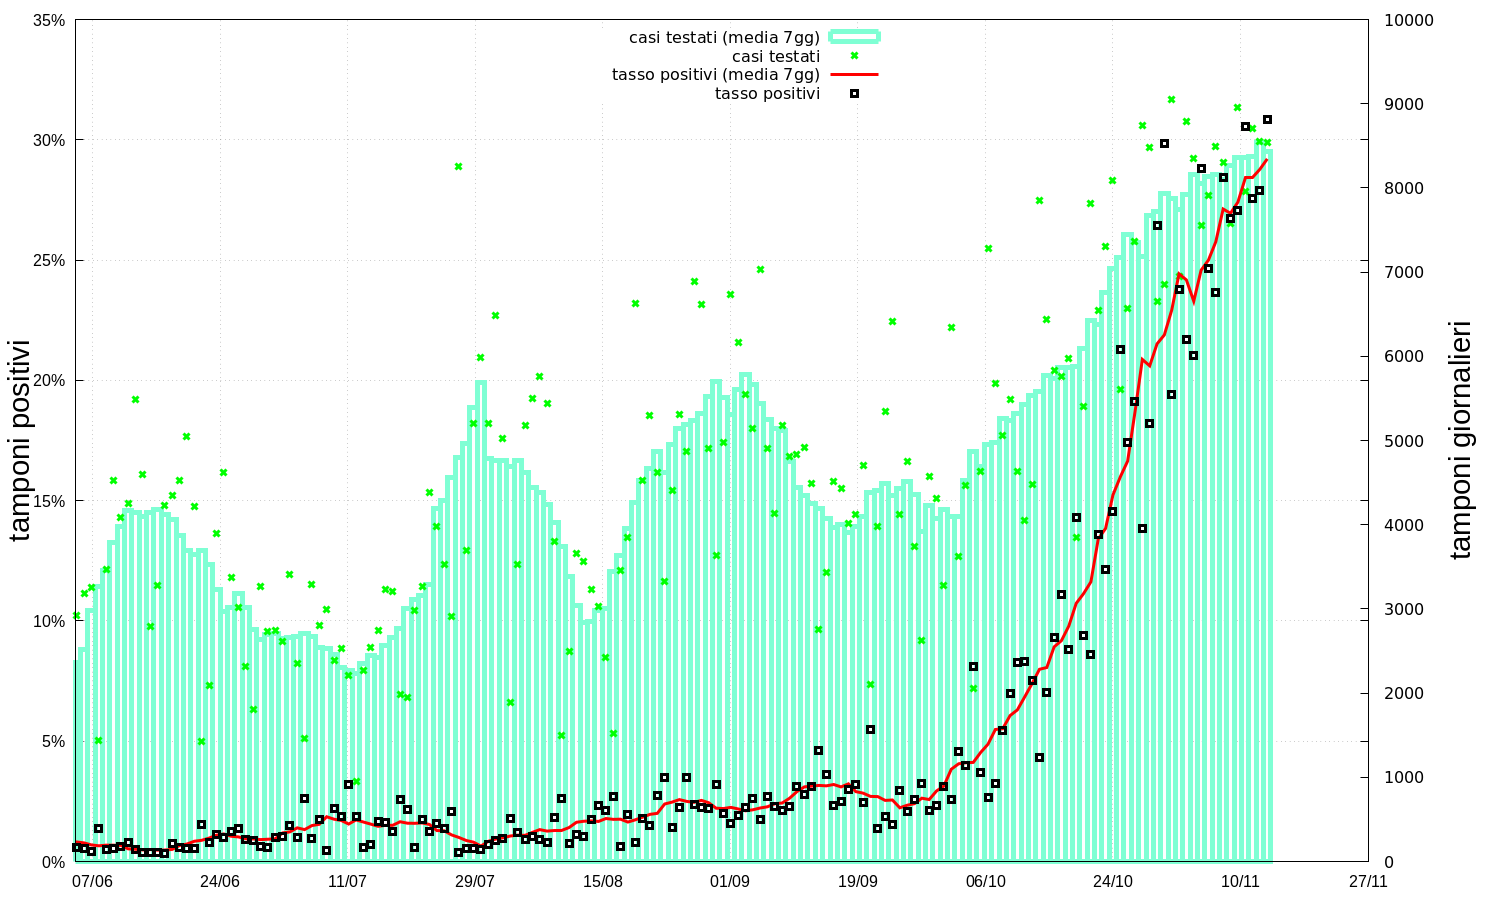 casi testati (media 7gg)
casi testati
tasso positivi (media 7gg)
tasso positivi
tamponi positivi
35%
30%
25%
20%
15%
10%
5%
0%
tamponi giornalieri
10000
9000
8000
7000
6000
5000
4000
3000
2000
1000
0
07/06 24/06 11/07 29/07 15/08 01/09 19/09 06/10 24/10 10/11 27/11